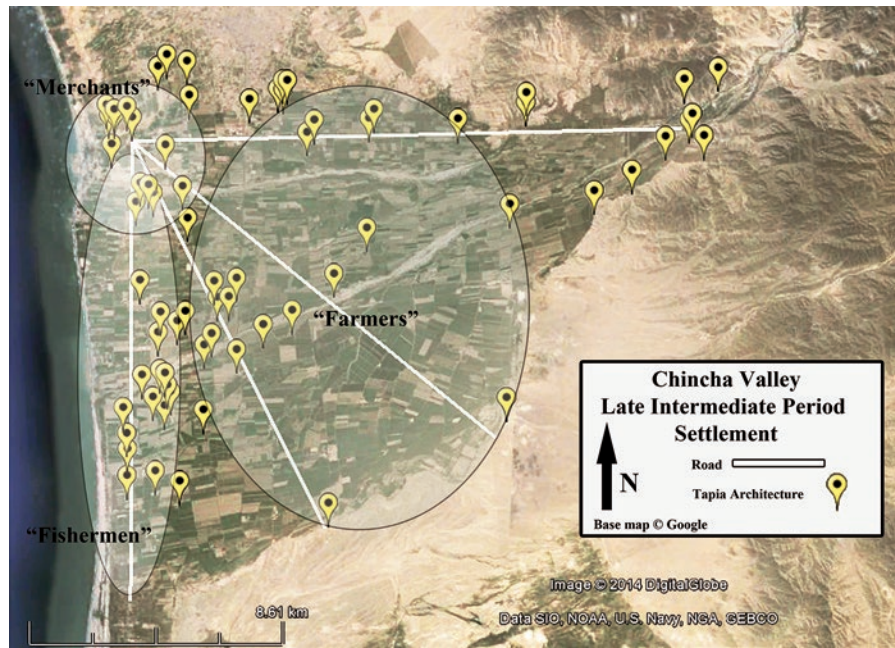 “Merchants”
“Farmers”
“Fishermen”
Chincha Valley
Late Intermediate Period
Settlement
Road
Tapia Architecture
N
Base map © Google
Image © 2014 DigitalGlobe
Data SIO, NOAA, U.S. Navy, NGA, GEBCO
8.61 km